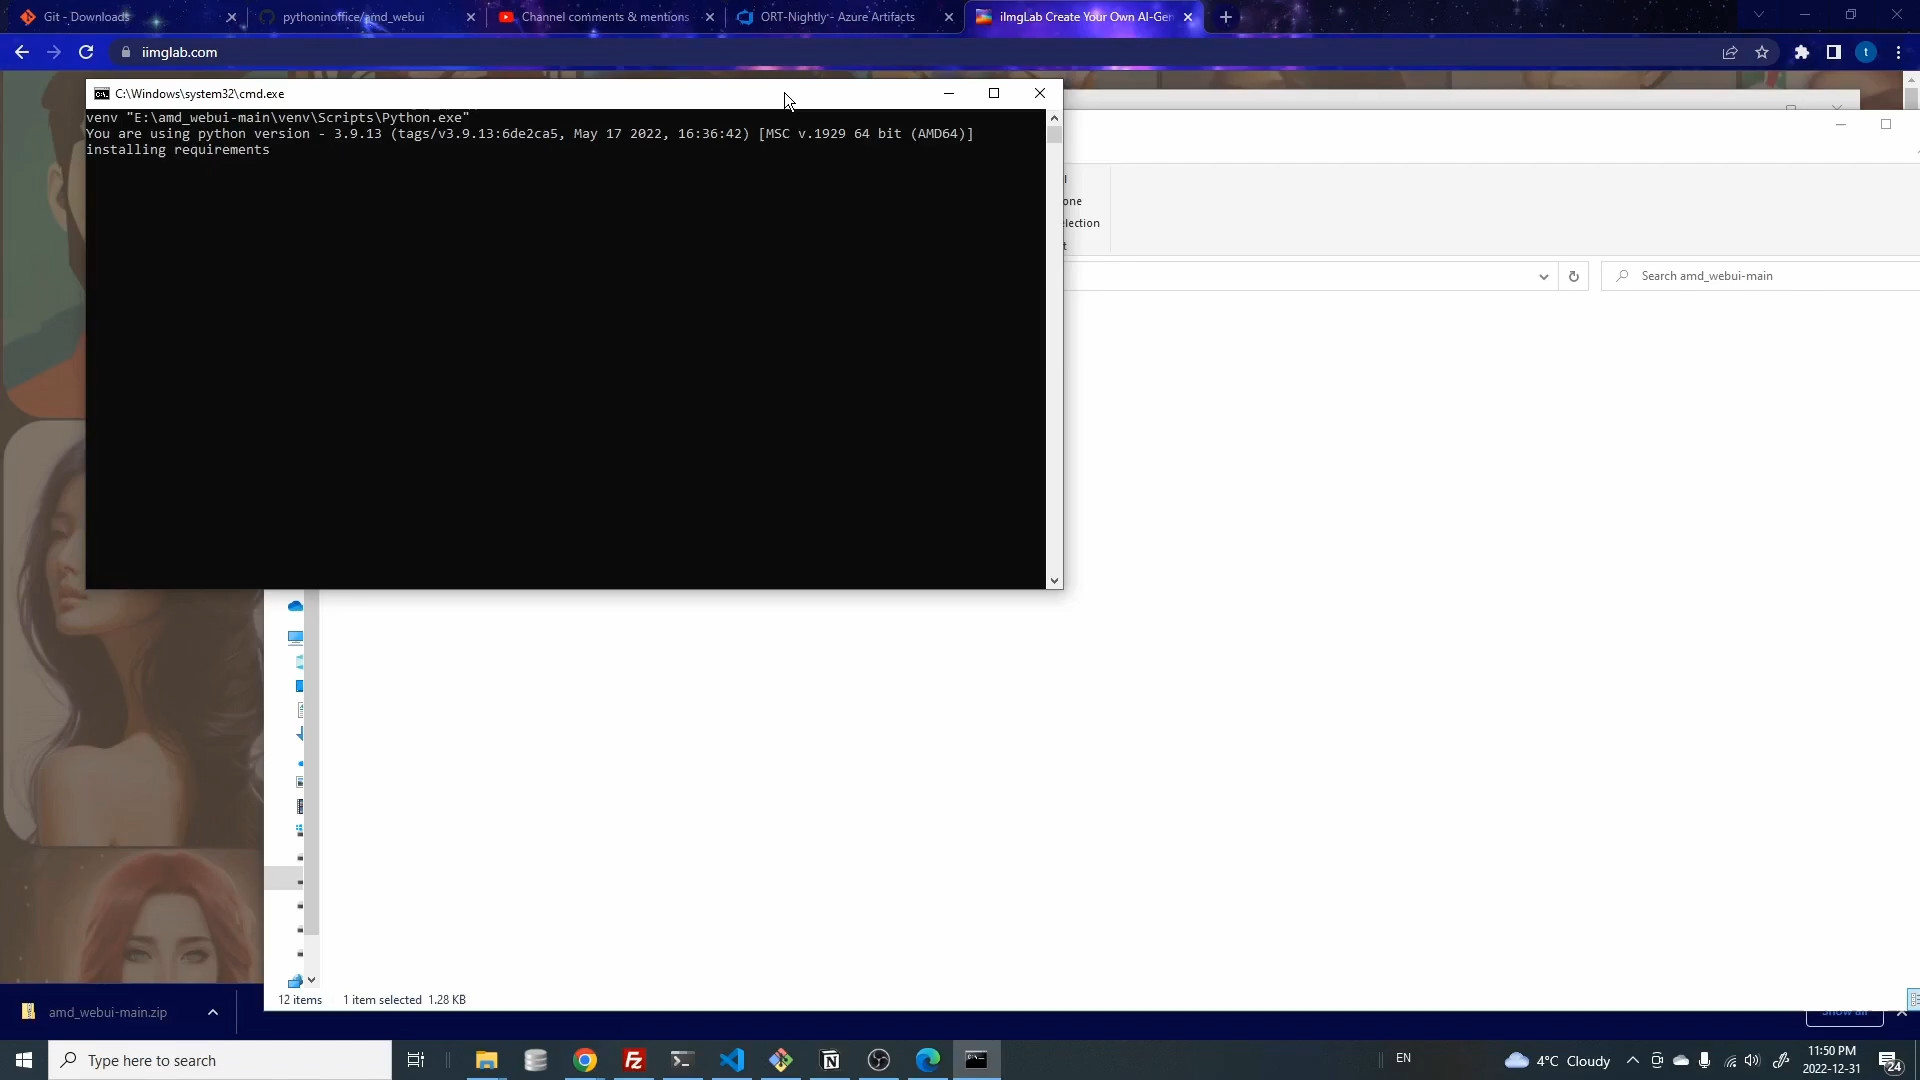 Git - Downloads
pythoninoffice/amd_webui
Channel comments & mentions
ORT-Nightly - Azure Artifacts
iImgLab Create Your Own AI-Gen
iimglab.com
t
C:\Windows\system32\cmd.exe
venv "E:\amd_webui-main\venv\Scripts\Python.exe"
You are using python version - 3.9.13 (tags/v3.9.13:6de2ca5, May 17 2022, 16:36:42) [MSC v.1929 64 bit (AMD64)]
installing requirements
l
one
lection
t
Search amd_webui-main
12 items
1 item selected 1.28 KB
amd_webui-main.zip
Show all
Type here to search
EN
4°C Cloudy
11:50 PM
2022-12-31
24